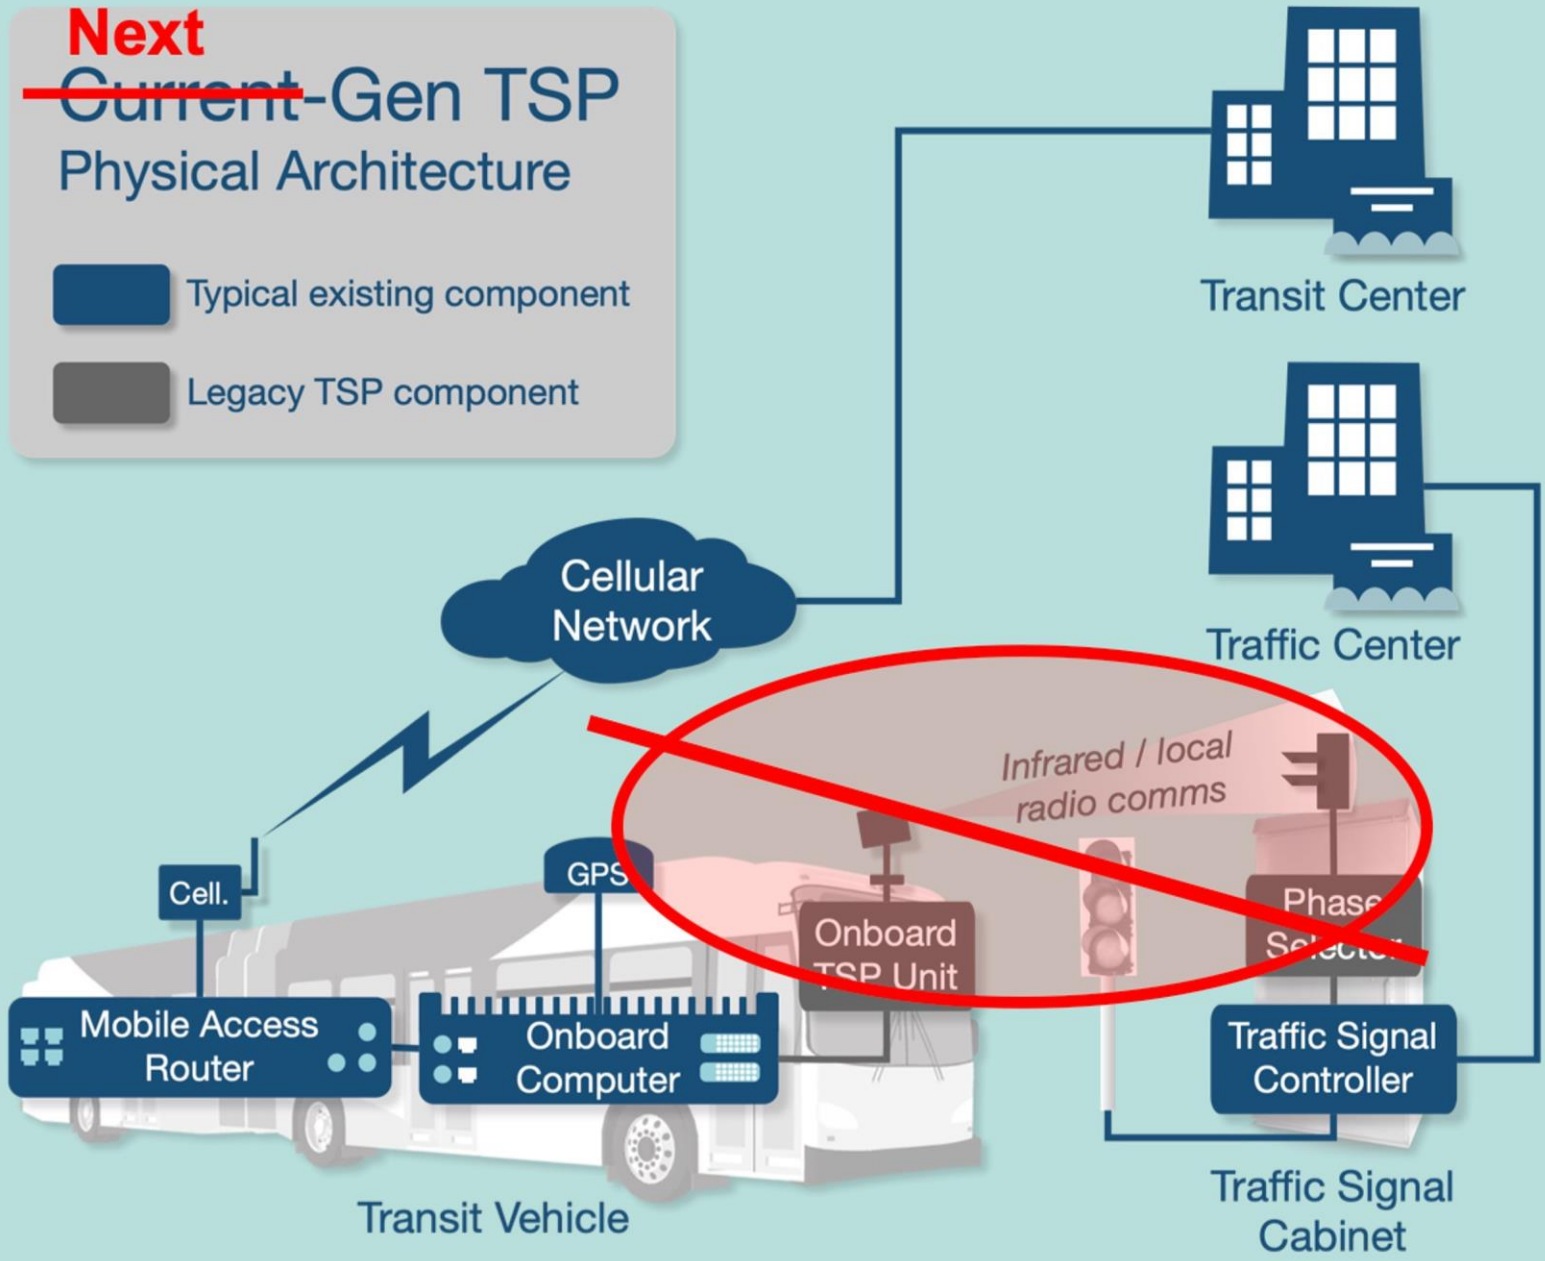 Next
Current-Gen TSP
Physical Architecture
Typical existing component
Legacy TSP component
Transit Center
Traffic Center
Cellular
Network
Infrared / local
radio comms
Cell.
GPS
Onboard
TSP Unit
Phase
Selector
Mobile Access
Router
Onboard
Computer
Traffic Signal
Controller
Transit Vehicle
Traffic Signal
Cabinet